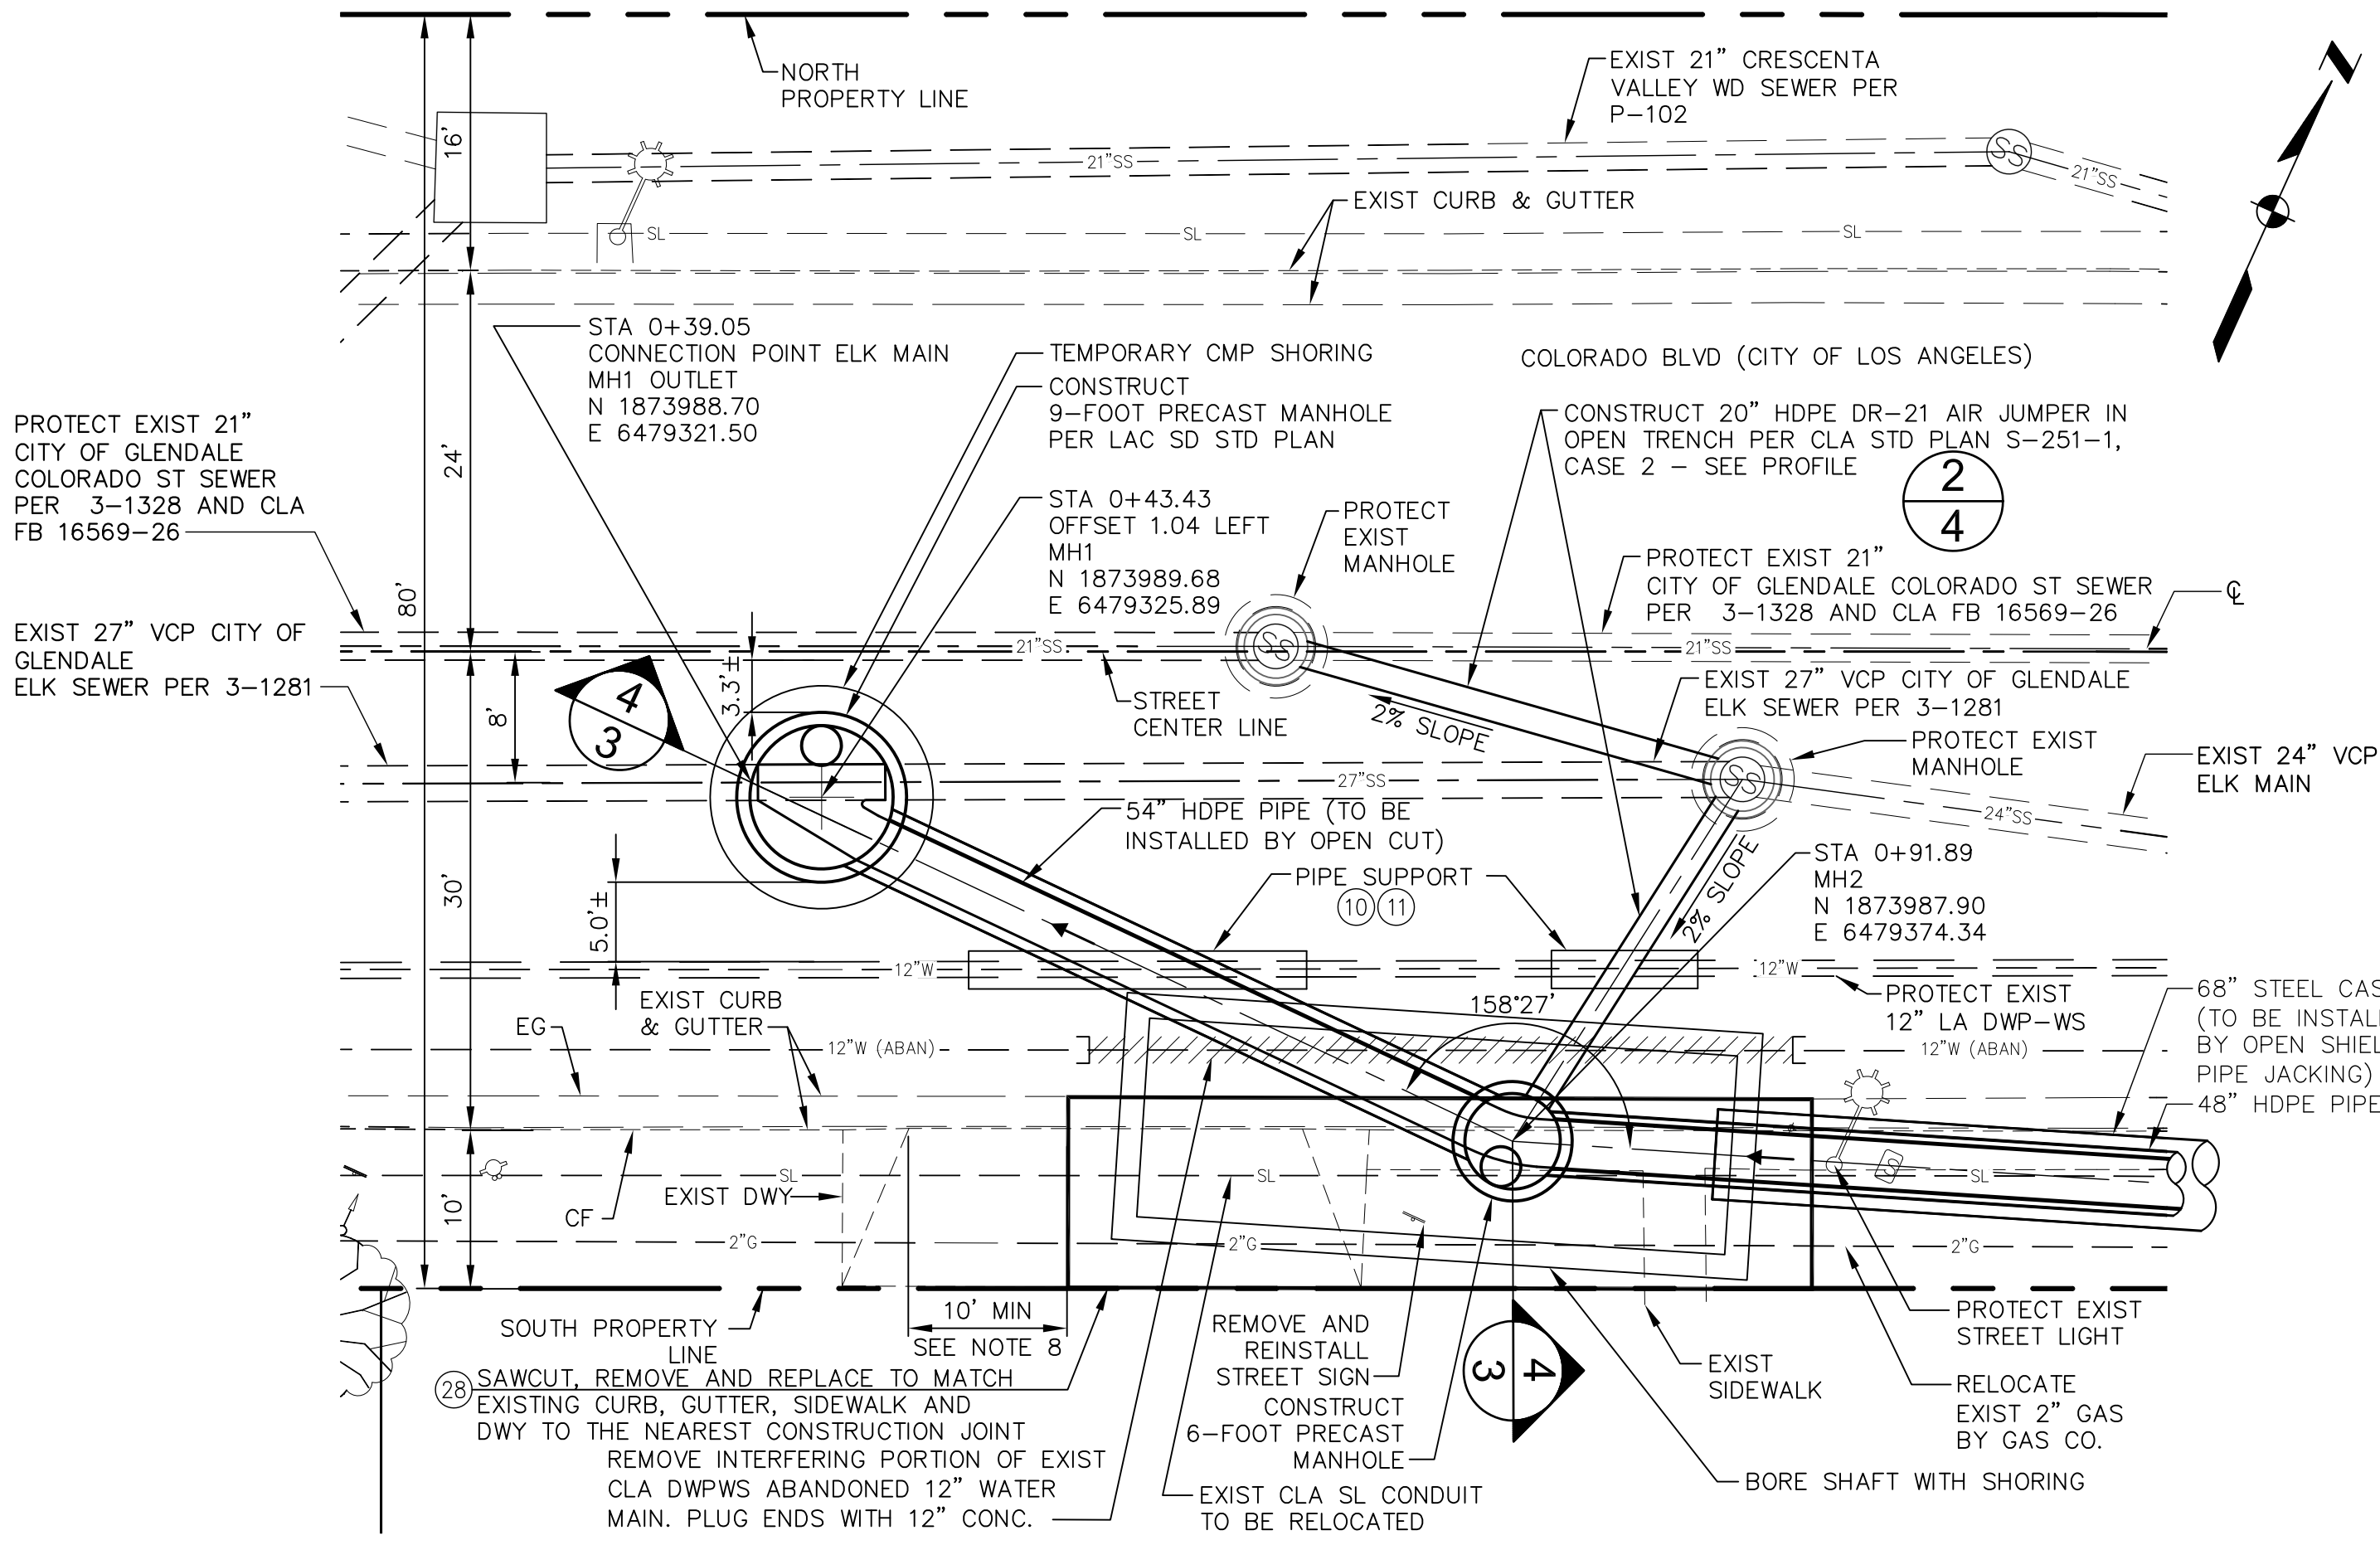 NORTH
PROPERTY LINE
EXIST 21” CRESCENTA
VALLEY WD SEWER PER
P-102
N
16'
21”SS
SS
21”SS
EXIST CURB & GUTTER
SL
SL
SL
STA 0+39.05
CONNECTION POINT ELK MAIN
MH1 OUTLET
N 1873988.70
E 6479321.50
TEMPORARY CMP SHORING
CONSTRUCT
9-FOOT PRECAST MANHOLE
PER LAC SD STD PLAN
COLORADO BLVD (CITY OF LOS ANGELES)
CONSTRUCT 20” HDPE DR-21 AIR JUMPER IN
OPEN TRENCH PER CLA STD PLAN S-251-1,
CASE 2 - SEE PROFILE
2
4
PROTECT EXIST 21”
CITY OF GLENDALE
COLORADO ST SEWER
PER 3-1328 AND CLA
FB 16569-26
24'
80'
STA 0+43.43
OFFSET 1.04 LEFT
MH1
N 1873989.68
E 6479325.89
PROTECT
EXIST
MANHOLE
PROTECT EXIST 21”
CITY OF GLENDALE COLORADO ST SEWER
PER 3-1328 AND CLA FB 16569-26
℄
EXIST 27” VCP CITY OF
GLENDALE
ELK SEWER PER 3-1281
21”SS
SS
21”SS
3.3'±
8'
4
3
STREET
CENTER LINE
2% SLOPE
EXIST 27” VCP CITY OF GLENDALE
ELK SEWER PER 3-1281
PROTECT EXIST
MANHOLE
EXIST 24” VCP
ELK MAIN
27”SS
SS
24”SS
54” HDPE PIPE (TO BE
INSTALLED BY OPEN CUT)
PIPE SUPPORT
10 11
2% SLOPE
STA 0+91.89
MH2
N 1873987.90
E 6479374.34
30'
5.0'±
12”W
12”W
158°27'
PROTECT EXIST
12” LA DWP-WS
EXIST CURB
& GUTTER
EG
12”W (ABAN)
12”W (ABAN)
68” STEEL CAS
(TO BE INSTALL
BY OPEN SHIEL
PIPE JACKING)
48” HDPE PIPE
SL
SL
SL
S
10'
EXIST DWY
CF
2”G
2”G
2”G
10' MIN
SEE NOTE 8
SOUTH PROPERTY
LINE
28
SAWCUT, REMOVE AND REPLACE TO MATCH
EXISTING CURB, GUTTER, SIDEWALK AND
DWY TO THE NEAREST CONSTRUCTION JOINT
REMOVE INTERFERING PORTION OF EXIST
CLA DWPWS ABANDONED 12” WATER
MAIN. PLUG ENDS WITH 12” CONC.
REMOVE AND
REINSTALL
STREET SIGN
CONSTRUCT
6-FOOT PRECAST
MANHOLE
EXIST CLA SL CONDUIT
TO BE RELOCATED
4
3
EXIST
SIDEWALK
BORE SHAFT WITH SHORING
PROTECT EXIST
STREET LIGHT
RELOCATE
EXIST 2” GAS
BY GAS CO.